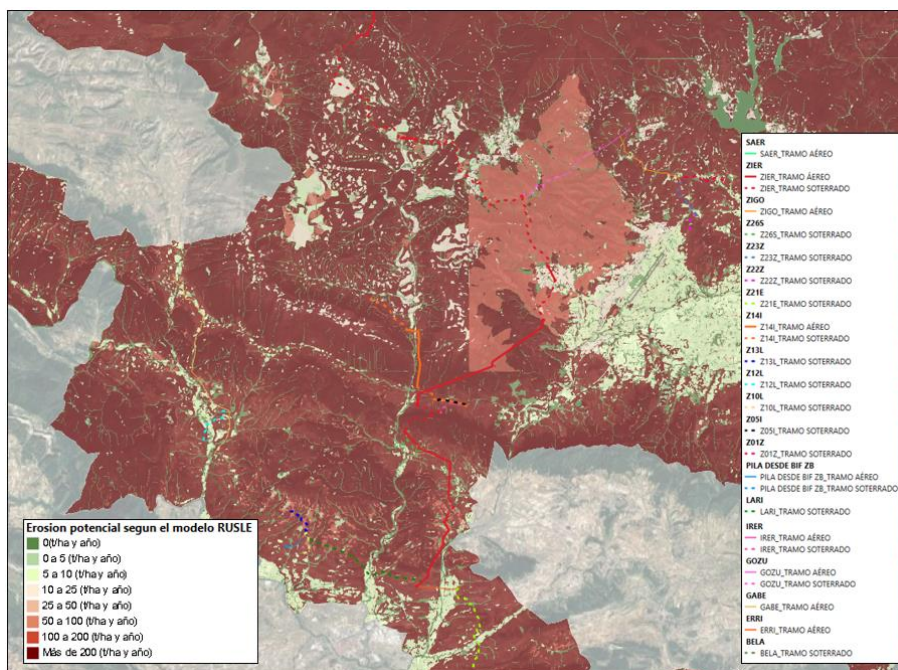 SAER
SAER_TRAMO AÉREO
ZIER
ZIER_TRAMO ÁEREO
ZIER_TRAMO SOTERRADO
ZIGO
ZIGO_TRAMO AÉREO
Z26S
Z26S_TRAMO SOTERRADO
Z23Z
Z23Z_TRAMO SOTERRADO
Z22Z
Z22Z_TRAMO SOTERRADO
Z21E
Z21E_TRAMO SOTERRADO
Z14I
Z14I_TRAMO AÉREO
Z14I_TRAMO SOTERRADO
Z13L
Z13L_TRAMO SOTERRADO
Z12L
Z12L_TRAMO SOTERRADO
Z10L
Z10L_TRAMO SOTERRADO
Z05I
Z05I_TRAMO SOTERRADO
Z01Z
Z01Z_TRAMO SOTERRADO
PILA DESDE BIF ZB
PILA DESDE BIF ZB_TRAMO AÉREO
PILA DESDE BIF ZB_TRAMO SOTERRADO
LARI
LARI_TRAMO SOTERRADO
IRER
IRER_TRAMO AÉREO
IRER_TRAMO SOTERRADO
GOZU
GOZU_TRAMO AÉREO
GOZU_TRAMO SOTERRADO
GABE
GABE_TRAMO AÉREO
ERRI
ERRI_TRAMO AÉREO
BELA
BELA_TRAMO SOTERRADO
Erosion potencial segun el modelo RUSLE
0(t/ha y año)
0 a 5 (t/ha y año)
5 a 10 (t/ha y año)
10 a 25 (t/ha y año)
25 a 50 (t/ha y año)
50 a 100 (t/ha y año)
100 a 200 (t/ha y año)
Más de 200 (t/ha y año)